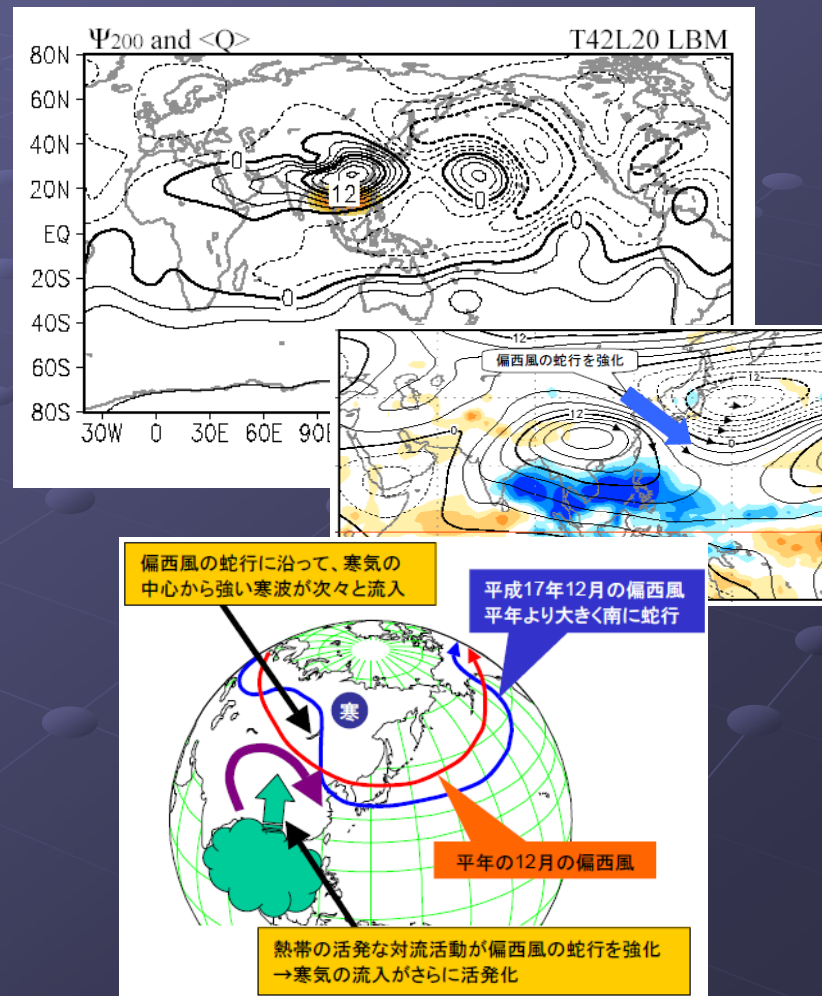 Ψ200 and <Q>
T42L20 LBM
80N
60N
40N
20N
EQ
20S
40S
60S
80S
30W 0 30E 60E 90E
0
12
0
0
0
-12
偏西風の蛇行を強化
12
-12
0
0
偏西風の蛇行に沿って、寒気の
中心から強い寒波が次々と流入
平成17年12月の偏西風
平年より大きく南に蛇行
寒
平年の12月の偏西風
熱帯の活発な対流活動が偏西風の蛇行を強化
→寒気の流入がさらに活発化